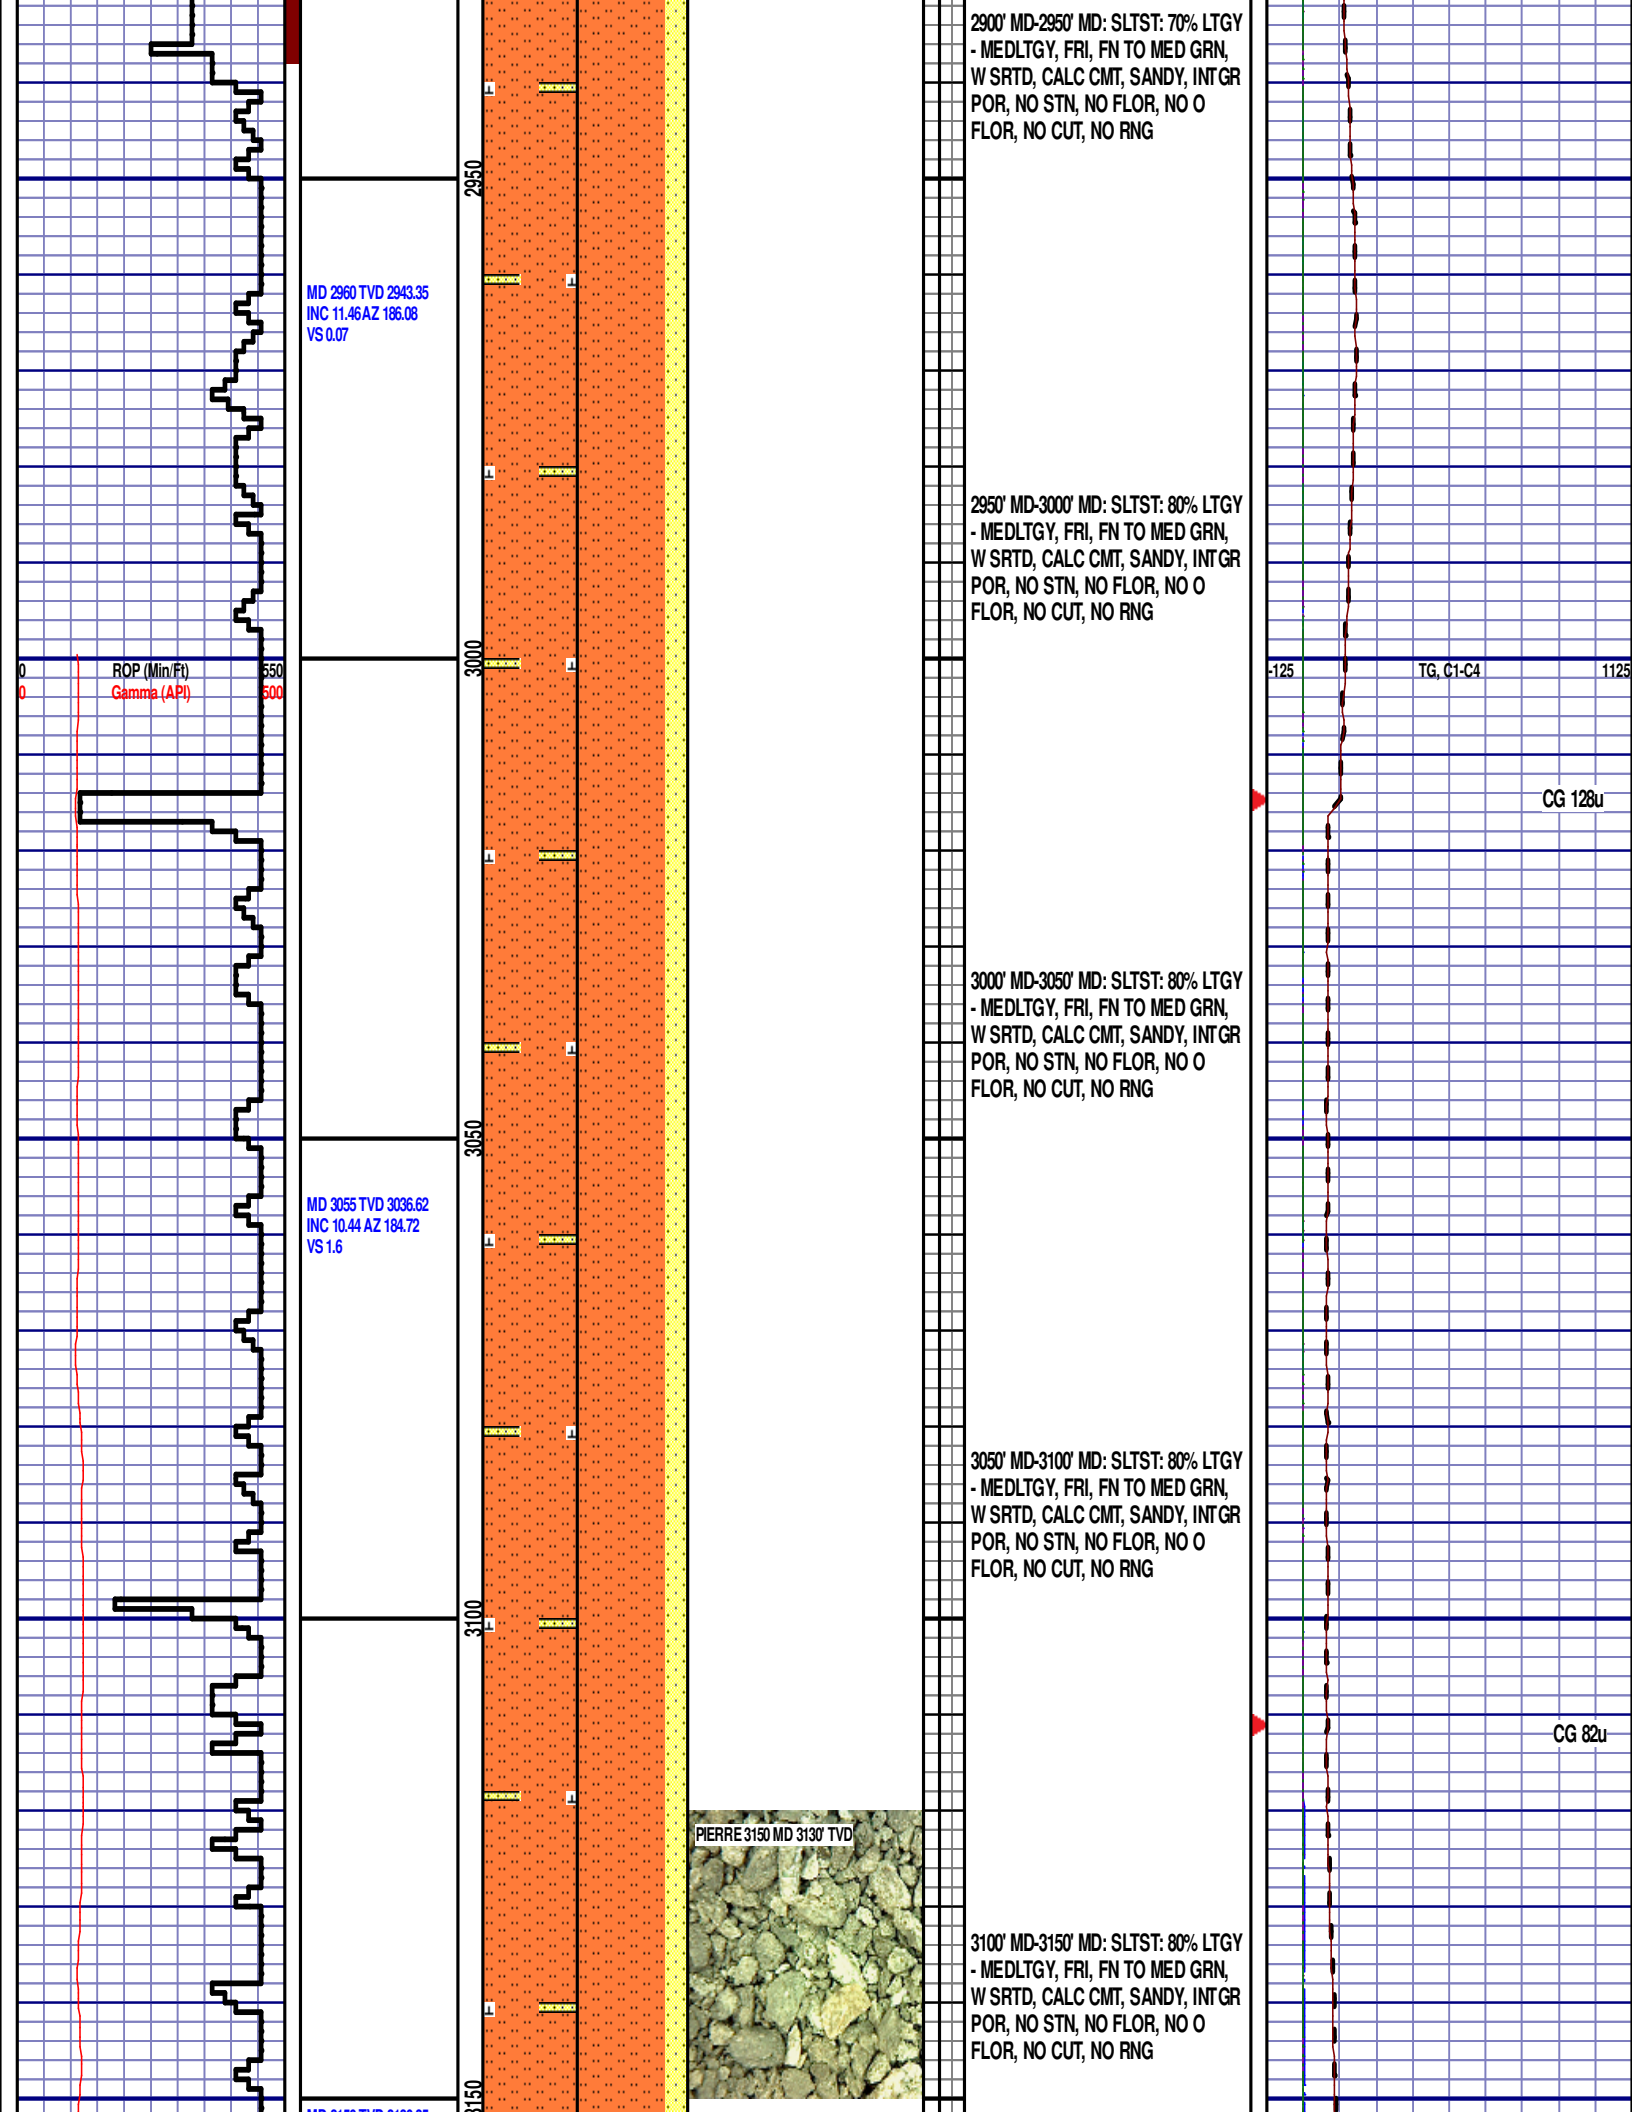 2900' MD-2950' MD: SLTST: 70% LTGY
- MEDLTGY, FRI, FN TO MED GRN,
W SRTD, CALC CMT, SANDY, INTGR
POR, NO STN, NO FLOR, NO O
FLOR, NO CUT, NO RNG
2950
MD 2960 TVD 2943.35
INC 11.46 AZ 186.08
VS 0.07
2950' MD-3000' MD: SLTST: 80% LTGY
- MEDLTGY, FRI, FN TO MED GRN,
W SRTD, CALC CMT, SANDY, INTGR
POR, NO STN, NO FLOR, NO O
FLOR, NO CUT, NO RNG
3000
0 ROP (Min/Ft) 550
0 Gamma (API) 500
-125 TG, C1-C4 1125
CG 128u
3000' MD-3050' MD: SLTST: 80% LTGY
- MEDLTGY, FRI, FN TO MED GRN,
W SRTD, CALC CMT, SANDY, INTGR
POR, NO STN, NO FLOR, NO O
FLOR, NO CUT, NO RNG
3050
MD 3055 TVD 3036.62
INC 10.44 AZ 184.72
VS 1.6
3050' MD-3100' MD: SLTST: 80% LTGY
- MEDLTGY, FRI, FN TO MED GRN,
W SRTD, CALC CMT, SANDY, INTGR
POR, NO STN, NO FLOR, NO O
FLOR, NO CUT, NO RNG
3100
CG 82u
PIERRE 3150 MD 3130' TVD
3100' MD-3150' MD: SLTST: 80% LTGY
- MEDLTGY, FRI, FN TO MED GRN,
W SRTD, CALC CMT, SANDY, INTGR
POR, NO STN, NO FLOR, NO O
FLOR, NO CUT, NO RNG
3150